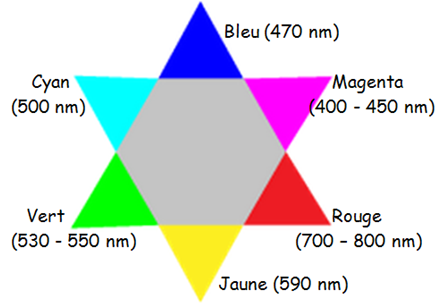 Bleu (470 nm)
Cyan
(500 nm)
Magenta
(400 - 450 nm)
Vert
(530 - 550 nm)
Rouge
(700 - 800 nm)
Jaune (590 nm)